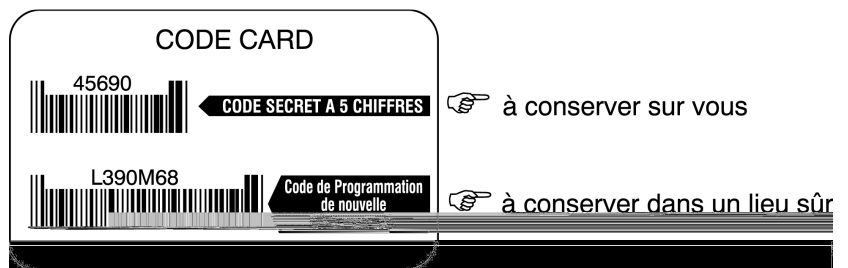 CODE CARD
45690
CODE SECRET A 5 CHIFFRES
à conserver sur vous
L390M68
Code de Programmation
de nouvelle
à conserver dans un lieu sûr